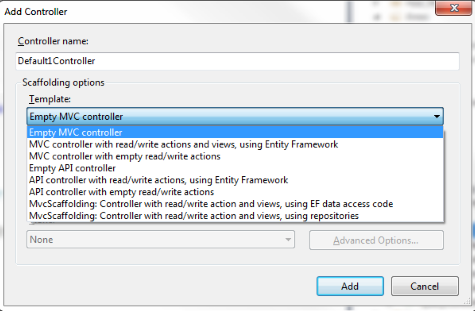 Add Controller
Controller name:
Default1Controller
Scaffolding options
Template:
Empty MVC controller
Empty MVC controller
MVC controller with read/write actions and views, using Entity Framework
MVC controller with empty read/write actions
Empty API controller
API controller with read/write actions, using Entity Framework
API controller with empty read/write actions
MvcScaffolding: Controller with read/write action and views, using EF data access code
MvcScaffolding: Controller with read/write action and views, using repositories
None
Advanced Options...
Add
Cancel